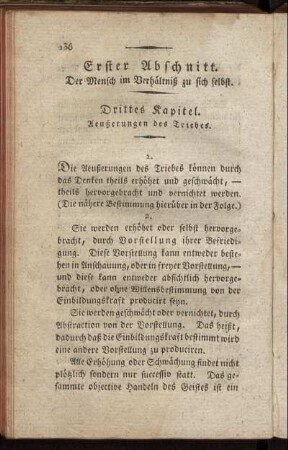 136
Erster Abschnitt.
Der Mensch im Verhältniß zu sich selbst.
Drittes Kapitel.
Aeußerungen des Triebes.
1.
Die Aeußerungen des Triebes können durch
das Denken theils erhöhet und geschwächt, —
theils hervorgebracht und vernichtet werden.
(Die nähere Bestimmung hierüber in der Folge.)
2.
Sie werden erhöhet oder selbst hervorge-
bracht, durch Vorstellung ihrer Befriedi-
gung. Diese Vorstellung kann entweder beste-
hen in Anschauung, oder in freyer Vorstellung, —
und diese kann entweder absichtlich hervorge-
bracht, oder ohne Willensbestimmung von der
Einbildungskraft producirt seyn.
Sie werden geschwächt oder vernichtet, durch
Abstraction von der Vorstellung. Das heißt,
dadurch daß die Einbildungskraft bestimmt wird
eine andere Vorstellung zu produciren.
Alle Erhöhung oder Schwächung findet nicht
plötzlich sondern nur successiv statt. Das ge-
sammte objective Handeln des Geistes ist ein